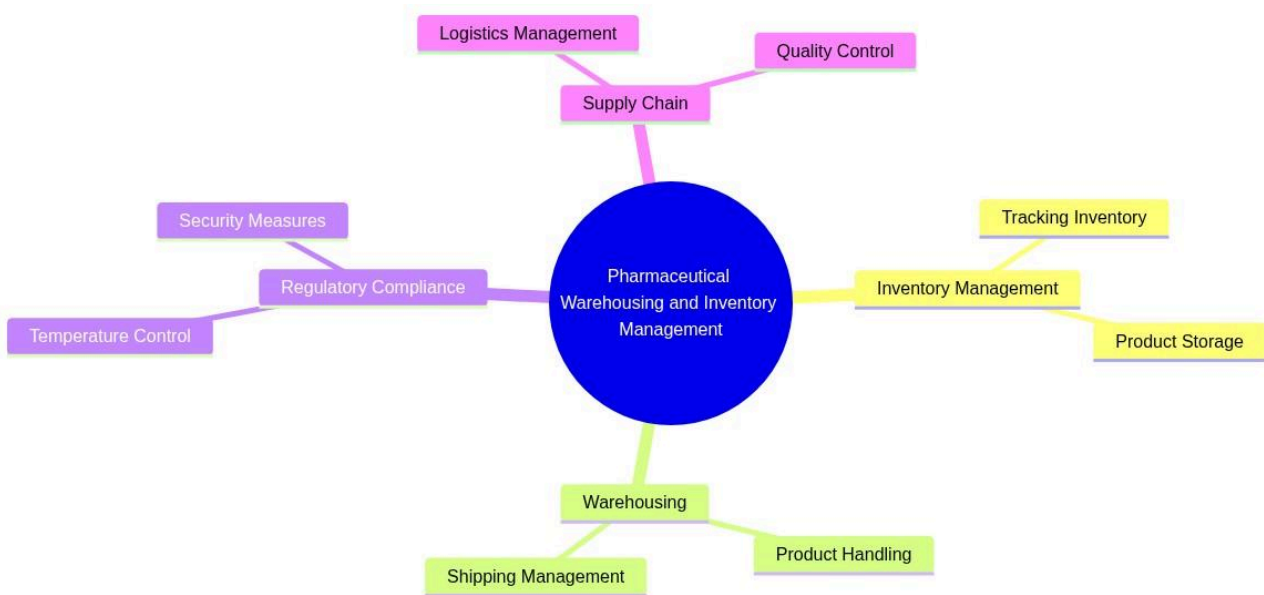 Logistics Management
Quality Control
Supply Chain
Security Measures
Tracking Inventory
Regulatory Compliance
Pharmaceutical
Warehousing and Inventory
Management
Inventory Management
Temperature Control
Product Storage
Warehousing
Product Handling
Shipping Management